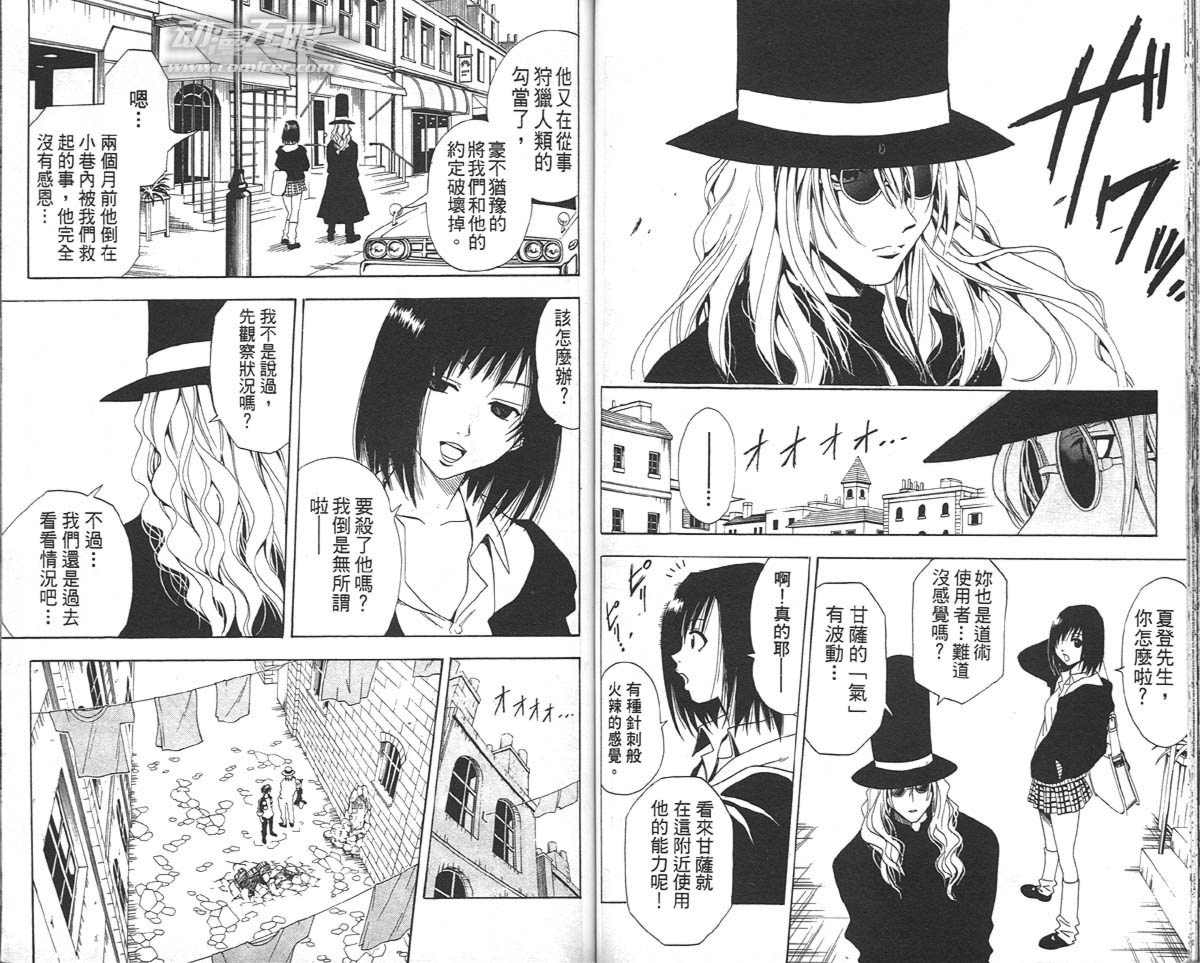 ザッ
——…
オオオオ…
夏登先生，
你怎麼啦？
妳也是道術
使用者…難道
沒感覺嗎？
甘薩的「氣」
有波動…
啊！真的耶——
有種針刺般
火辣的感覺。
看來甘薩就
在這附近使用
他的能力呢！
他又在從事
狩獵人類的
勾當了，
豪不猶豫的
將我們和他的
約定破壞掉。
嗯…
兩個月前他倒在
小巷內被我們救
起的事，他完全
沒有感恩…
该怎麼辦？
要殺了他嗎？
我倒是無所謂
啦——
我不是說過，
先觀察狀況嗎？
不過…
我們還是過去
看看情況吧…
オオオオ…
动漫无限
www.comicer.com